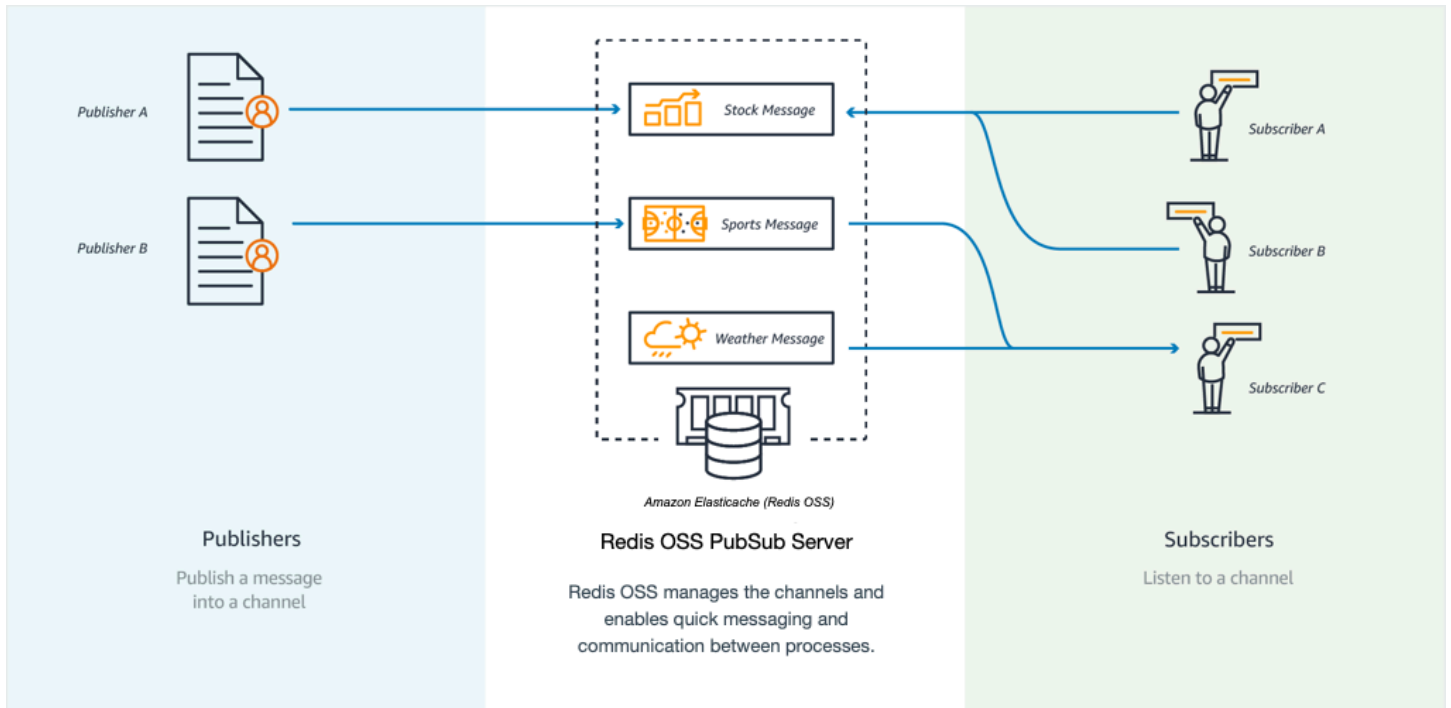 Publisher A
Publisher B
Stock Message
Sports Message
Weather Message
Subscriber A
Subscriber B
Subscriber C
Amazon Elasticache (Redis OSS)
Publishers
Publish a message
into a channel
Redis OSS PubSub Server
Redis OSS manages the channels and
enables quick messaging and
communication between processes.
Subscribers
Listen to a channel